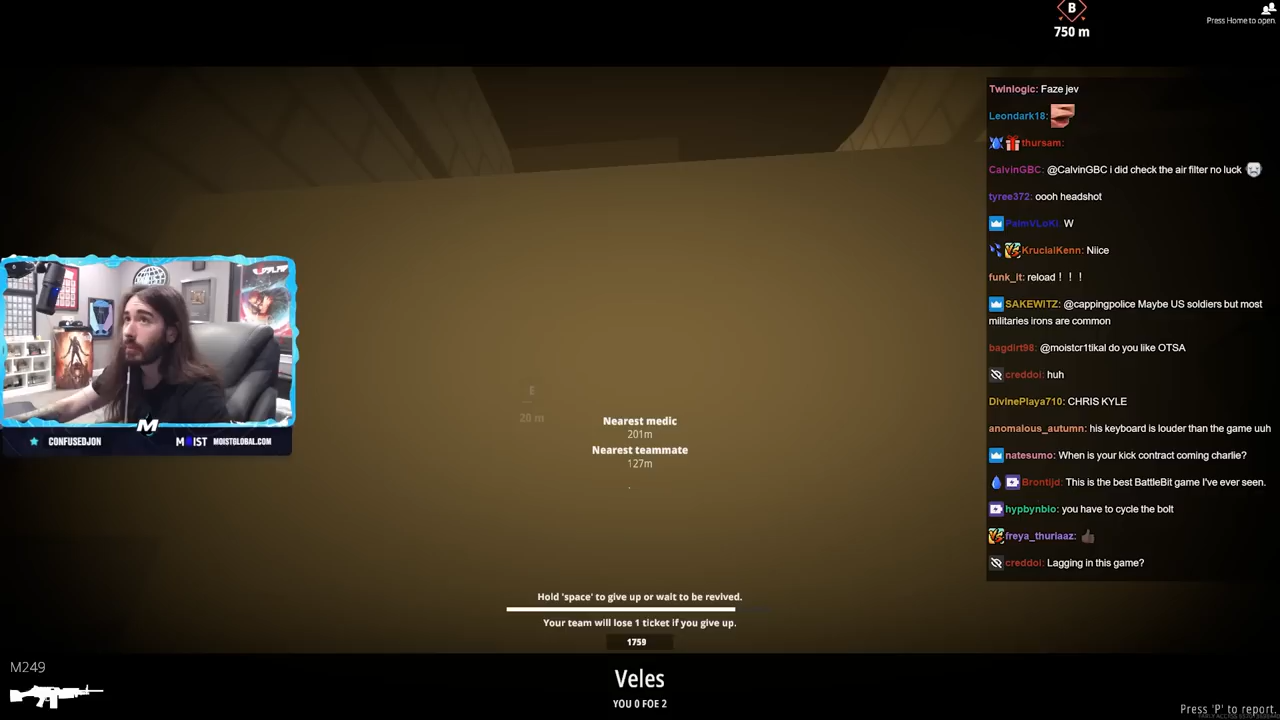 B
750 m
Press Home to open.
Twinlogic: Faze jev
Leondark18:
thursam:
CalvinGBC: @CalvinGBC i did check the air filter no luck
tyree372: oooh headshot
PalmVLoKi: W
KrucialKenn: Niice
funk_it: reload ! ! !
SAKEWITZ: @cappingpolice Maybe US soldiers but most
militaries irons are common
bagdirt98: @moistcr1tikal do you like OTSA
creddoi: huh
DivinePlaya710: CHRIS KYLE
anomalous_autumn: his keyboard is louder than the game uuh
natesumo: When is your kick contract coming charlie?
Brontijd: This is the best BattleBit game I've ever seen.
hypbynblo: you have to cycle the bolt
freya_thuriaaz:
creddoi: Lagging in this game?
M
CONFUSEDJON
MOIST MOISTGLOBAL.COM
E
20 m
Nearest medic
201m
Nearest teammate
127m
Hold 'space' to give up or wait to be revived.
Your team will lose 1 ticket if you give up.
1759
M249
Veles
YOU 0 FOE 2
Press 'P' to report.